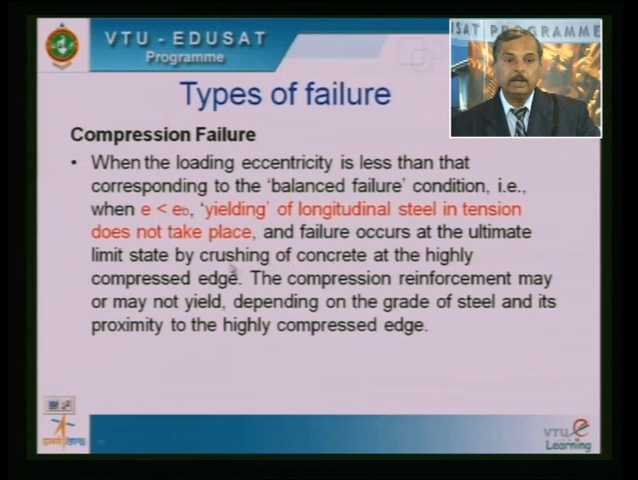 VTU - EDUSAT
Programme
USAT PROGRAMME
Types of failure
Compression Failure
• When the loading eccentricity is less than that
corresponding to the 'balanced failure' condition, i.e.,
when e < eb, 'yielding' of longitudinal steel in tension
does not take place, and failure occurs at the ultimate
limit state by crushing of concrete at the highly
compressed edge. The compression reinforcement may
or may not yield, depending on the grade of steel and its
proximity to the highly compressed edge.
VTU e
Learning